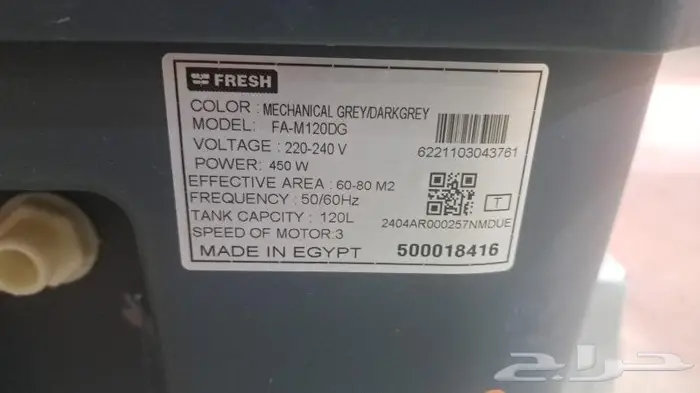 FRESH
COLOR : MECHANICAL GREY/DARKGREY
MODEL: FA-M120DG
VOLTAGE : 220-240 V
6221103043761
POWER: 450 W
EFFECTIVE AREA : 60-80 M2
FREQUENCY : 50/60Hz
T
TANK CAPCITY : 120L
2404AR000257NMDUE
SPEED OF MOTOR:3
MADE IN EGYPT 500018416
حراج